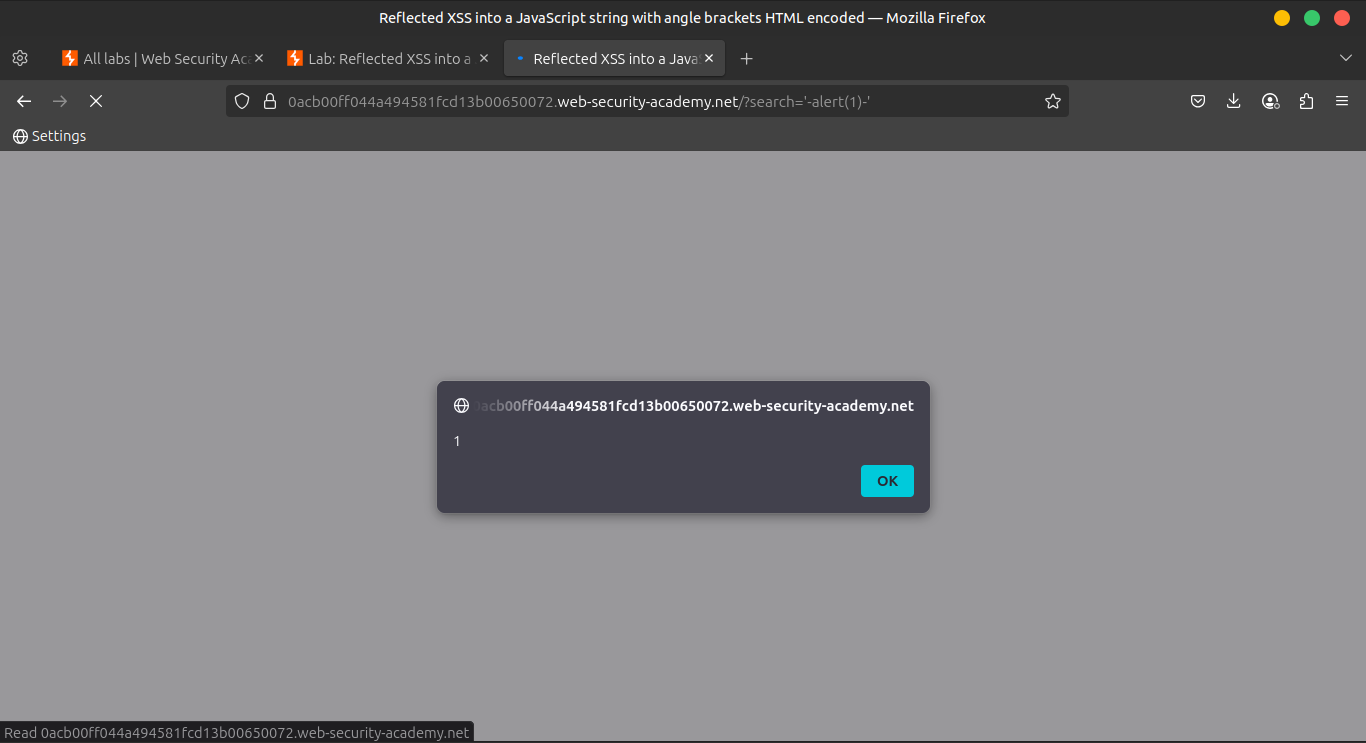 Reflected XSS into a JavaScript string with angle brackets HTML encoded — Mozilla Firefox
All labs | Web Security Aca
Lab: Reflected XSS into a
Reflected XSS into a Java
0acb00ff044a494581fcd13b00650072.web-security-academy.net/?search='-alert(1)-'
Settings
0acb00ff044a494581fcd13b00650072.web-security-academy.net
1
OK
Read 0acb00ff044a494581fcd13b00650072.web-security-academy.net